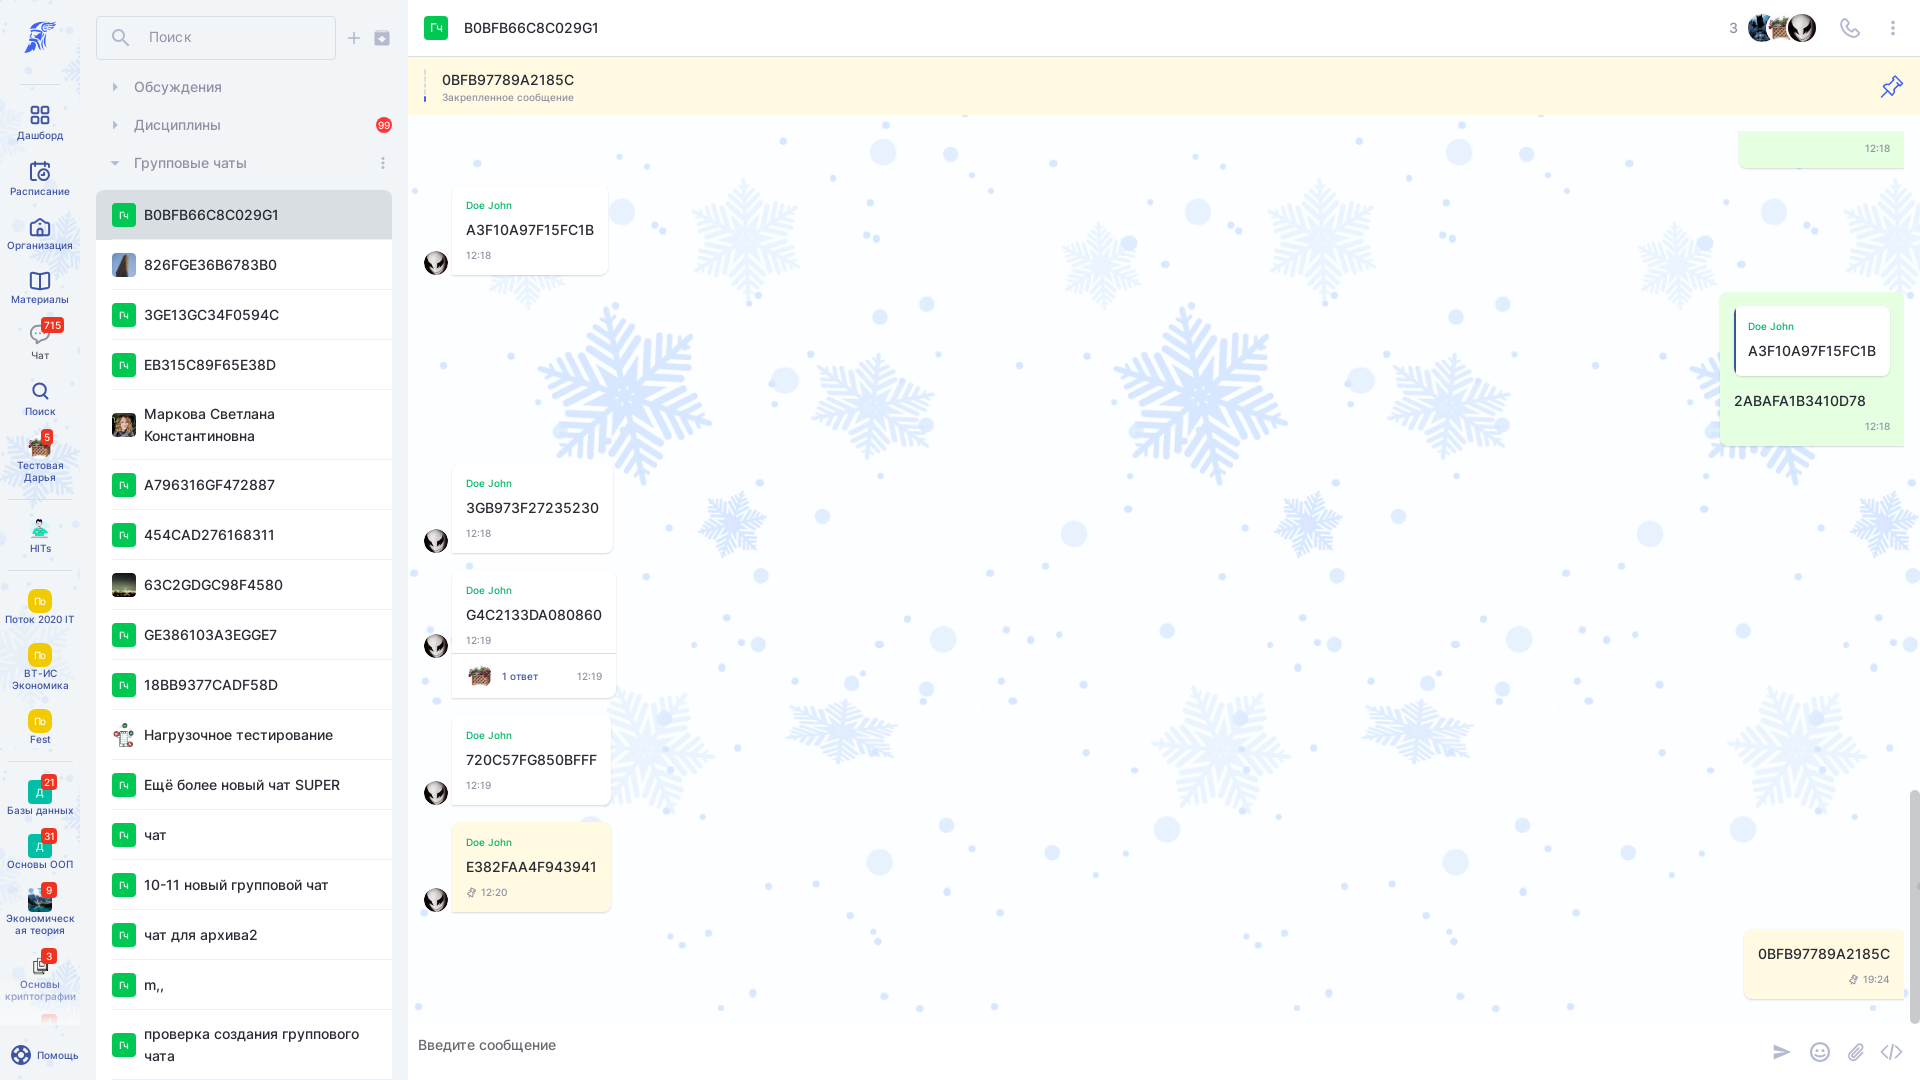 Дашборд
Расписание
Организация
Материалы
715
Чат
Поиск
5
Тестовая
Дарья
HITs
По
Поток 2020 IT
По
ВТ-ИС
Экономика
По
Fest
Д
21
Базы данных
Д
31
Основы ООП
9
Экономическ
ая теория
3
Основы
криптографии
Помощь
Поиск
Обсуждения
Дисциплины
99
Групповые чаты
Гч
B0BFB66C8C029G1
826FGE36B6783B0
Гч
3GE13GC34F0594C
Гч
EB315C89F65E38D
Маркова Светлана
Константиновна
Гч
A796316GF472887
Гч
454CAD276168311
63C2GDGC98F4580
Гч
GE386103A3EGGE7
Гч
18BB9377CADF58D
Нагрузочное тестирование
Гч
Ещё более новый чат SUPER
Гч
чат
Гч
10-11 новый групповой чат
Гч
чат для архива2
Гч
m,,
Гч
проверка создания группового
чата
Гч
B0BFB66C8C029G1
3
0BFB97789A2185C
Закрепленное сообщение
12:18
Doe John
A3F10A97F15FC1B
12:18
Doe John
A3F10A97F15FC1B
2ABAFA1B3410D78
12:18
Doe John
3GB973F27235230
12:18
Doe John
G4C2133DA080860
12:19
1 ответ
12:19
Doe John
720C57FG850BFFF
12:19
Doe John
E382FAA4F943941
12:20
0BFB97789A2185C
19:24
Введите сообщение